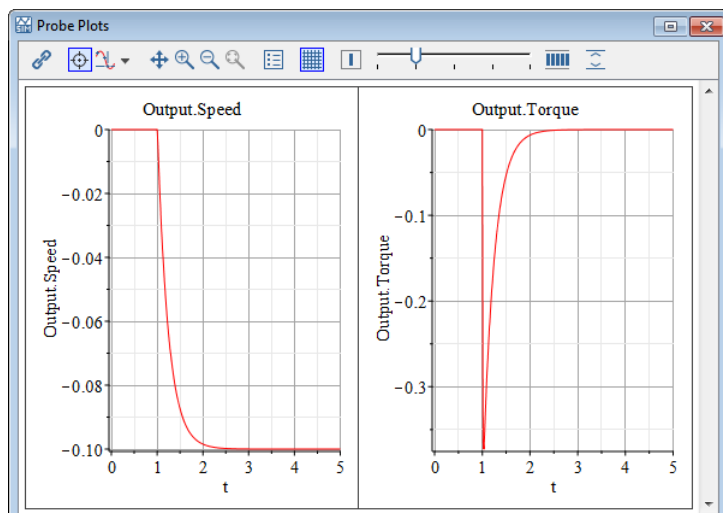 Probe Plots
Output.Speed
0
−0.02
−0.04
−0.06
−0.08
−0.10
Output.Speed
0 1 2 3 4 5
t
Output.Torque
0
−0.1
−0.2
−0.3
Output.Torque
0 1 2 3 4 5
t